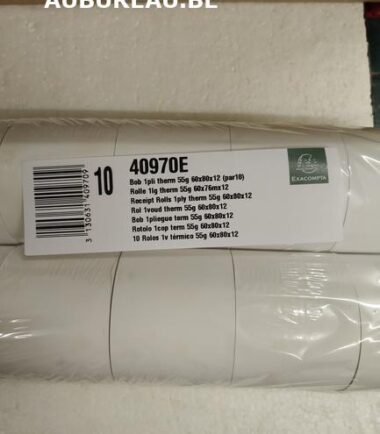 AUBUREAU.BE
10
40970E
Bob 1pli therm 55g 60x80x12 (par10)
Rolle 1lg therm 55g 60x76mx12
Receipt Rolls 1ply therm 55g 60x80x12
Rol 1voud therm 55g 60x80x12
Bob 1pliegue term 55g 60x80x12
Rotolo 1cop term 55g 60x80x12
10 Rolos 1v térmico 55g 60x80x12
EXACOMPTA
3 130631 409709